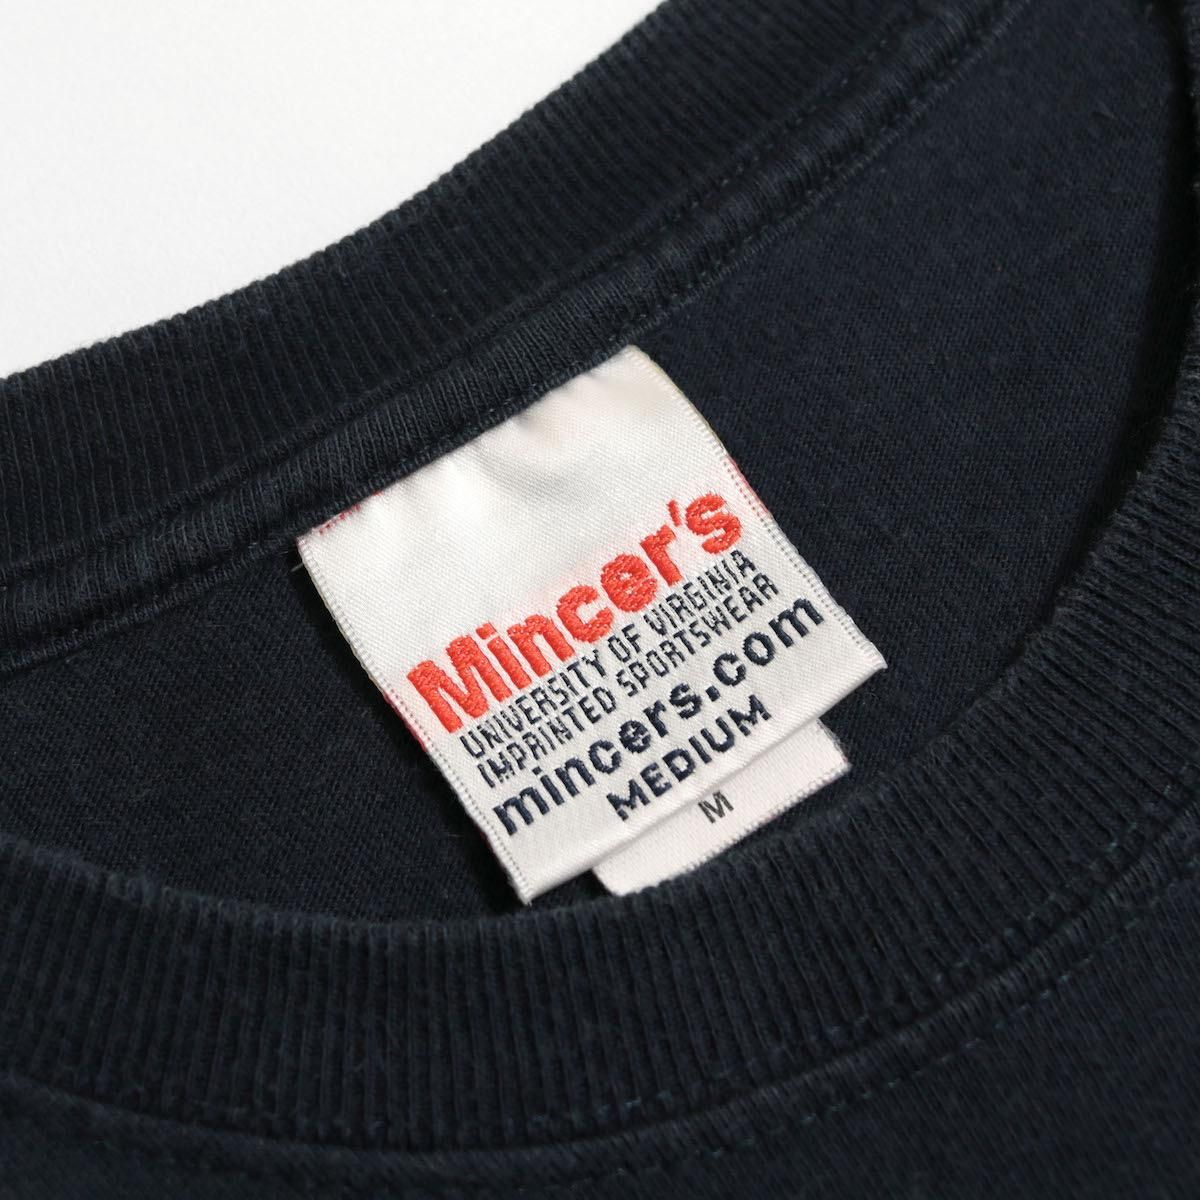 Mincer's
UNIVERSITY OF VIRGINIA
IMPRINTED SPORTSWEAR
mincers.com
MEDIUM
M